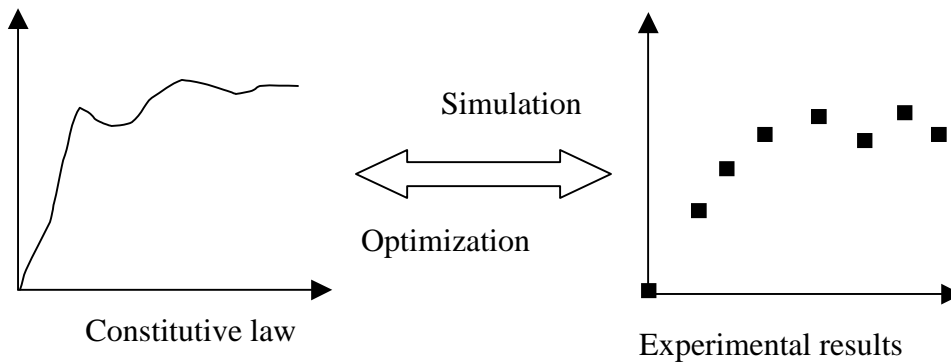 Simulation
Optimization
Constitutive law
Experimental results